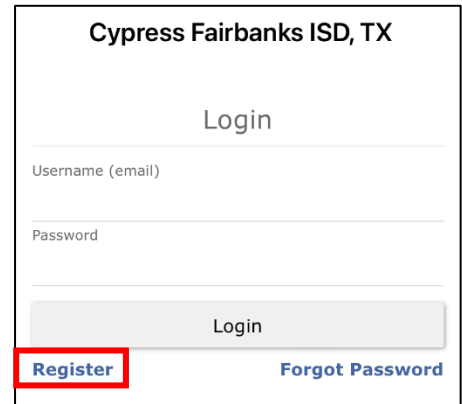 Cypress Fairbanks ISD, TX
Login
Username (email)
Password
Login
Register Forgot Password